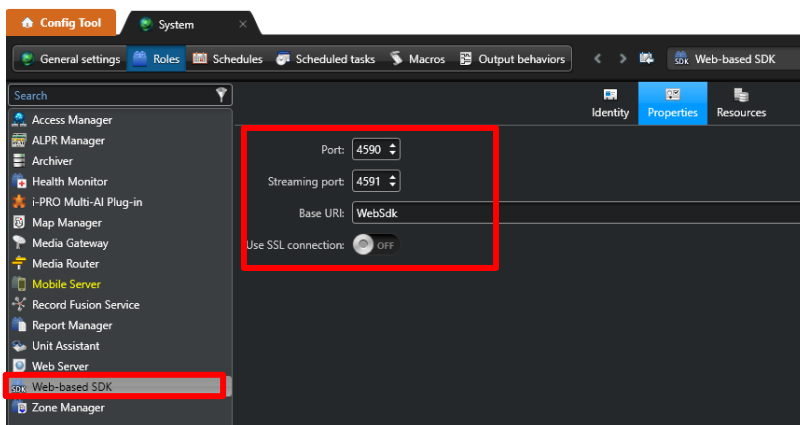 Config Tool
System
General settings Roles Schedules Scheduled tasks Macros Output behaviors SDK Web-based SDK
Search
Identity Properties Resources
Access Manager
ALPR Manager
Archiver
Health Monitor
i-PRO Multi-AI Plug-in
Map Manager
Media Gateway
Media Router
Mobile Server
Record Fusion Service
Report Manager
Unit Assistant
Web Server
SDK Web-based SDK
Zone Manager
Port: 4590
Streaming port: 4591
Base URI: WebSdk
Use SSL connection: OFF